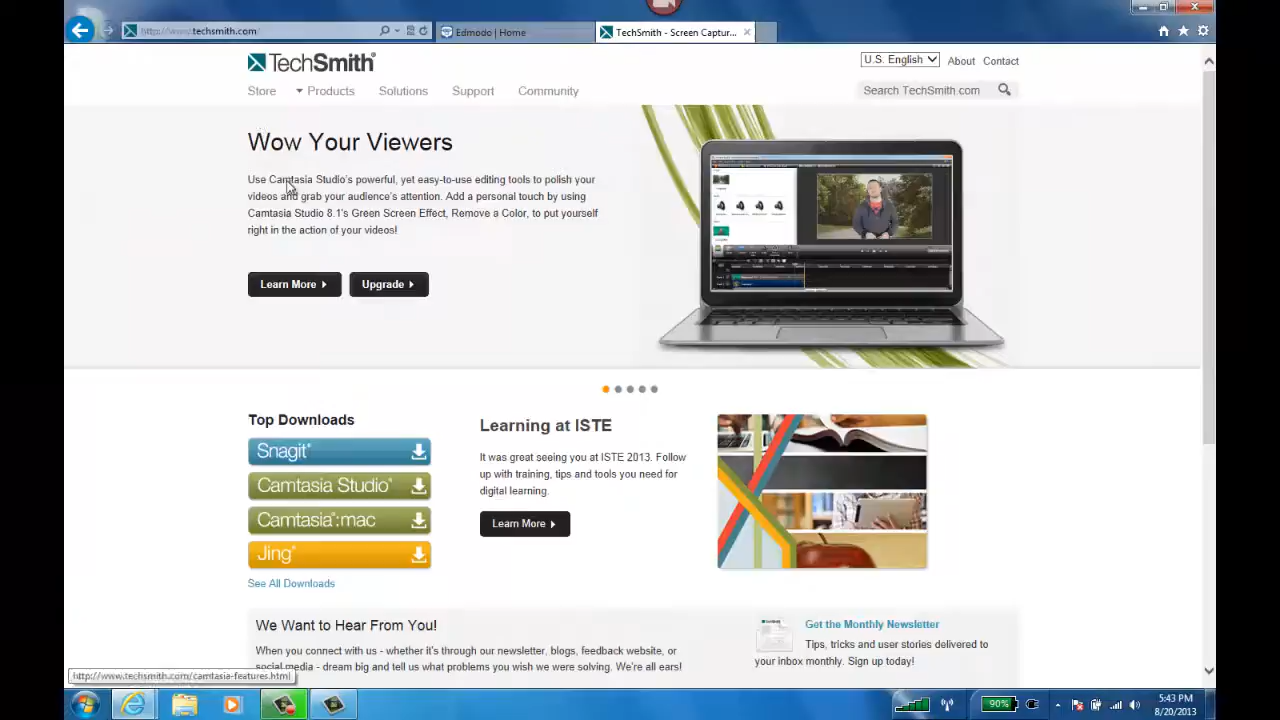 http://www.techsmith.com
Edmodo | Home
TechSmith - Screen Captur...
TechSmith®
U.S. English
About
Contact
Store
Products
Solutions
Support
Community
Search TechSmith.com
Wow Your Viewers
Use Camtasia Studio's powerful, yet easy-to-use editing tools to polish your
videos and grab your audience's attention. Add a personal touch by using
Camtasia Studio 8.1's Green Screen Effect, Remove a Color, to put yourself
right in the action of your videos!
Learn More
Upgrade
Top Downloads
Snagit®
Camtasia Studio®
Camtasia®:mac
Jing®
See All Downloads
Learning at ISTE
It was great seeing you at ISTE 2013. Follow
up with training, tips and tools you need for
digital learning.
Learn More
We Want to Hear From You!
When you connect with us - whether it's through our newsletter, blogs, feedback website, or
social media - dream big and tell us what problems you wish we were solving. We're all ears!
Get the Monthly Newsletter
Tips, tricks and user stories delivered to
your inbox monthly. Sign up today!
http://www.techsmith.com/camtasia-features.html
90%
5:43 PM
8/20/2013